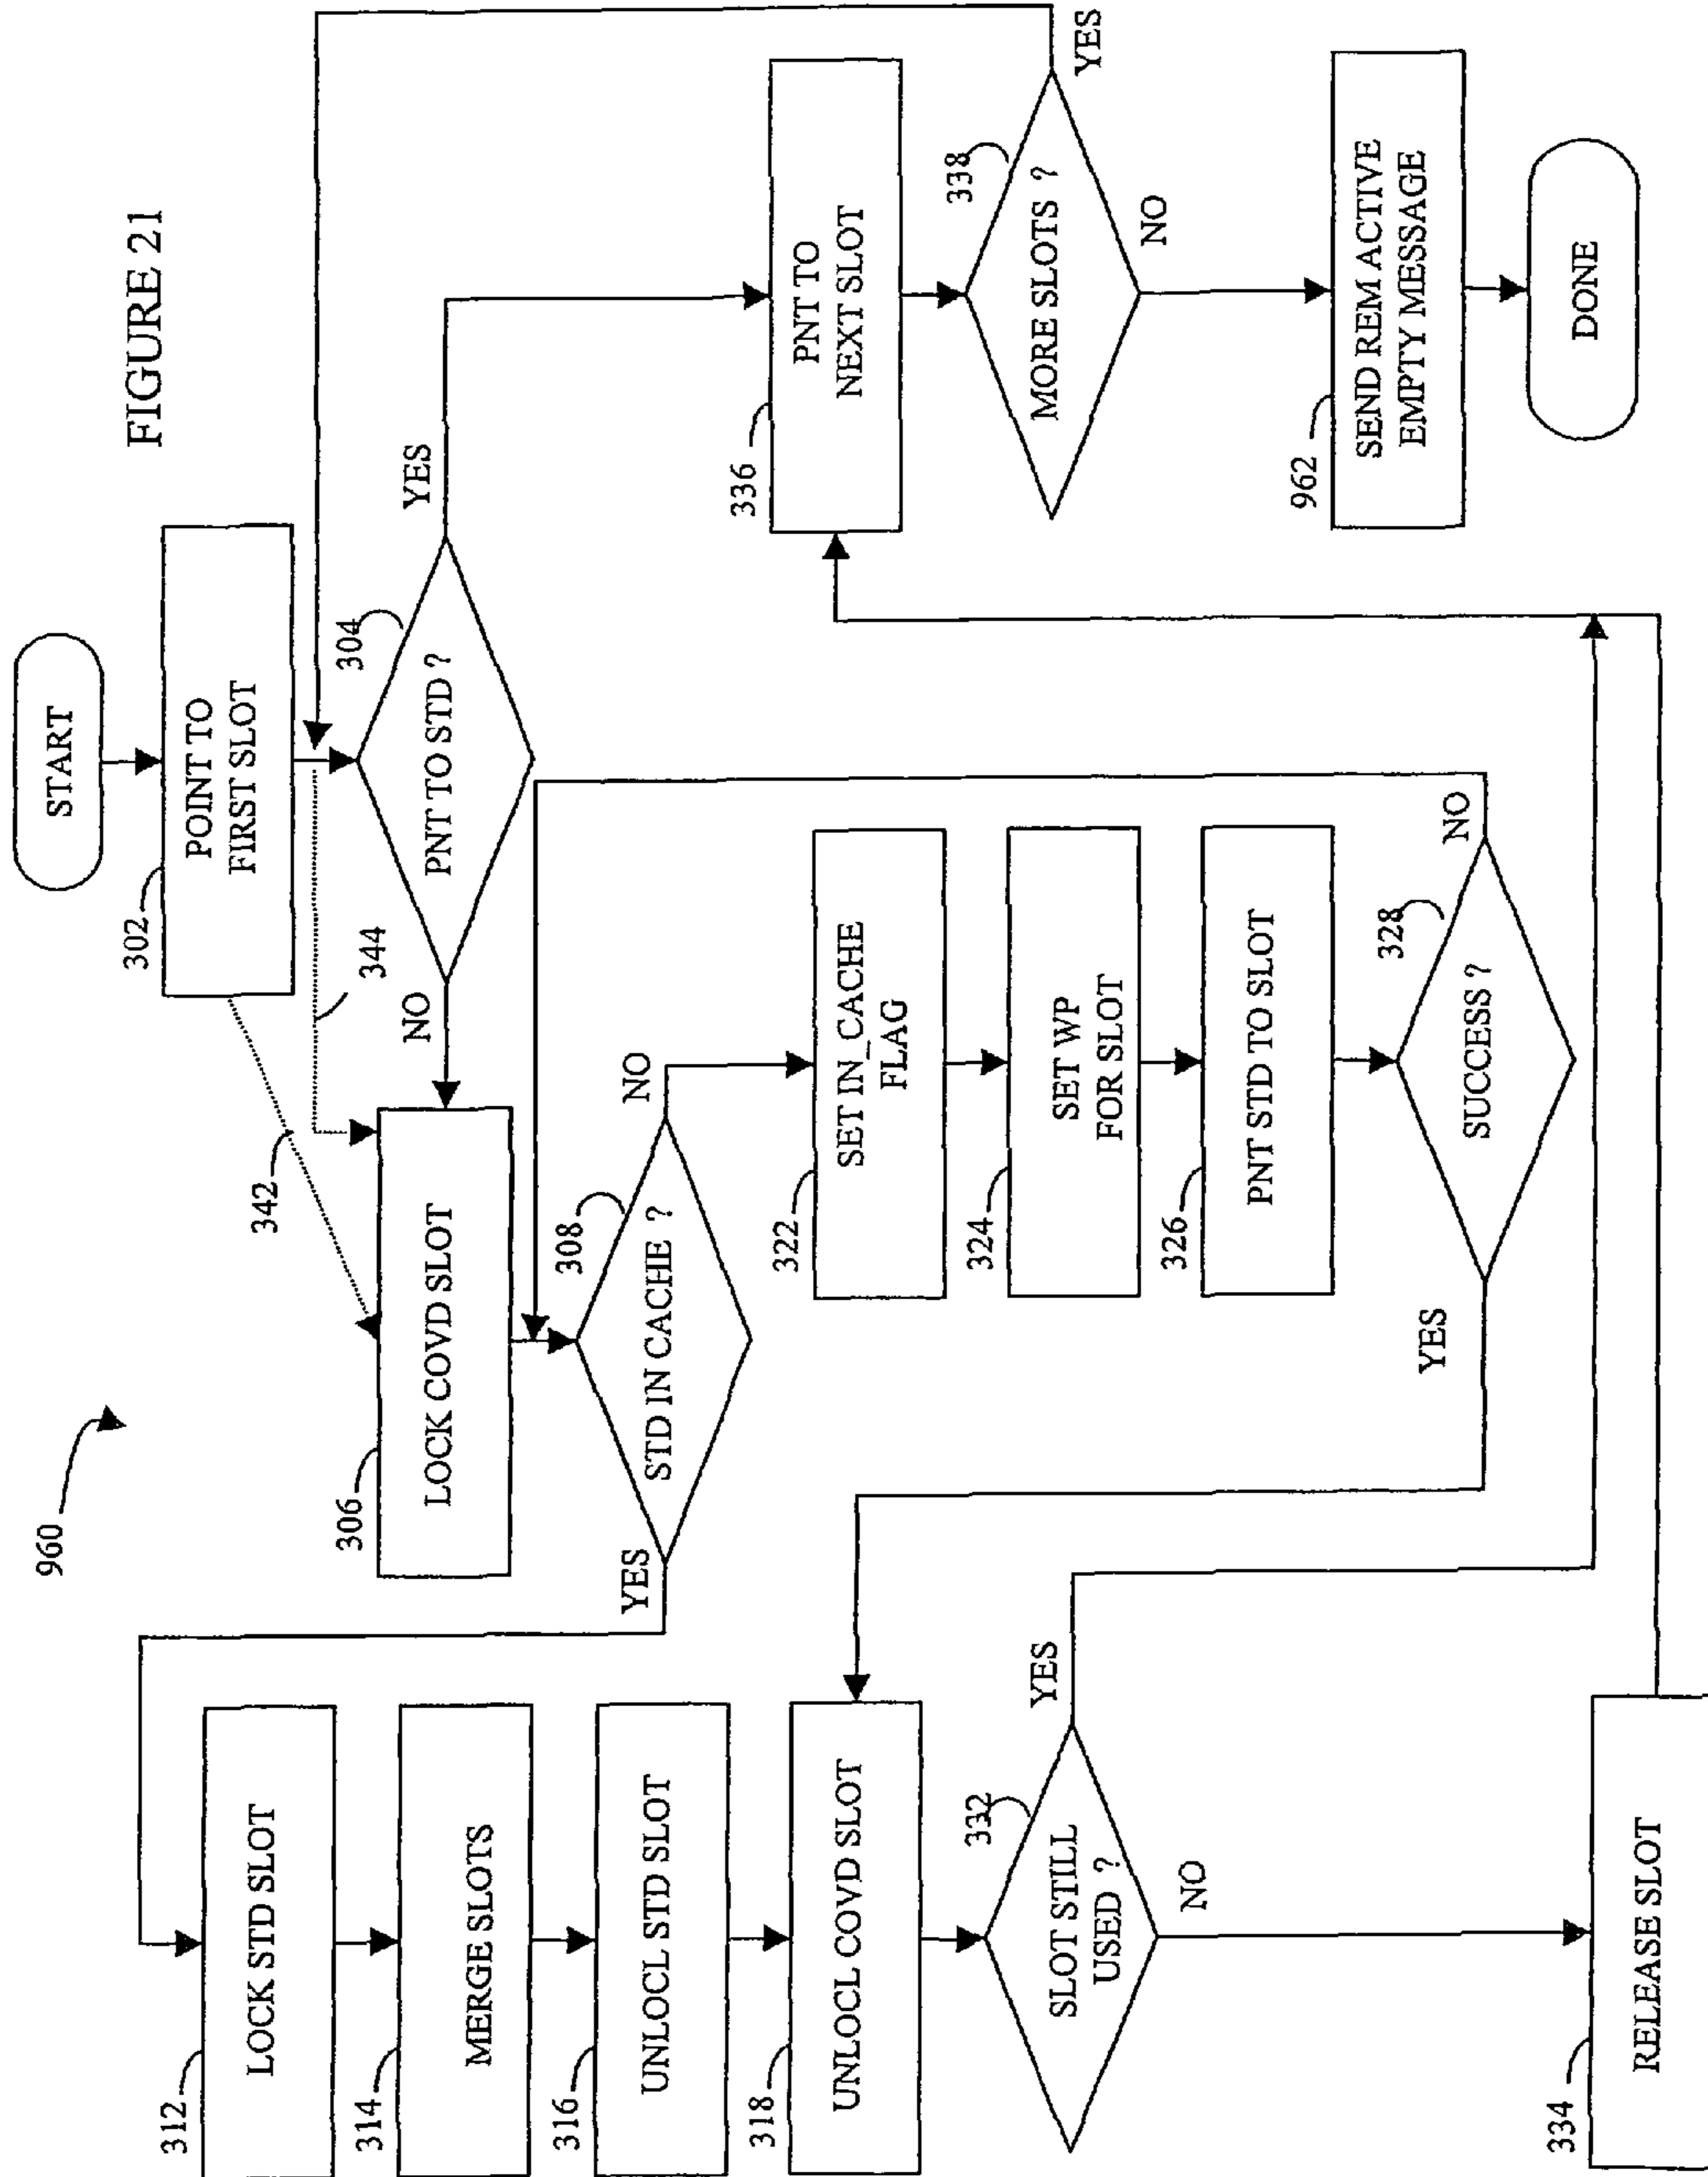 FIGURE 21
960
START
302
POINT TO
FIRST SLOT
344
342
304
PNT TO STD ?
YES
NO
306
LOCK COVD SLOT
308
STD IN CACHE ?
YES
NO
312
LOCK STD SLOT
314
MERGE SLOTS
316
UNLOCL STD SLOT
318
UNLOCL COVD SLOT
332
SLOT STILL
USED ?
YES
NO
334
RELEASE SLOT
322
SET IN_CACHE
FLAG
324
SET WP
FOR SLOT
326
PNT STD TO SLOT
328
SUCCESS ?
YES
NO
336
PNT TO
NEXT SLOT
338
MORE SLOTS ?
YES
NO
962
SEND REM ACTIVE
EMPTY MESSAGE
DONE